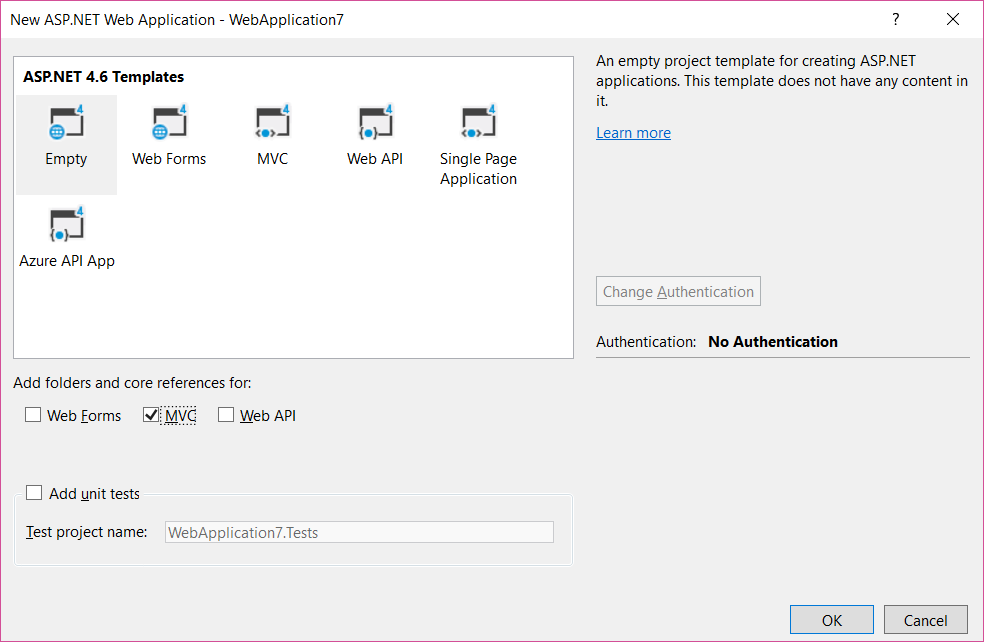 New ASP.NET Web Application - WebApplication7
?
ASP.NET 4.6 Templates
4 4 4 4 4
Empty Web Forms MVC Web API Single Page
Application
4
Azure API App
An empty project template for creating ASP.NET
applications. This template does not have any content in
it.
Learn more
Change Authentication
Authentication: No Authentication
Add folders and core references for:
Web Forms MVC Web API
Add unit tests
Test project name: WebApplication7.Tests
OK Cancel